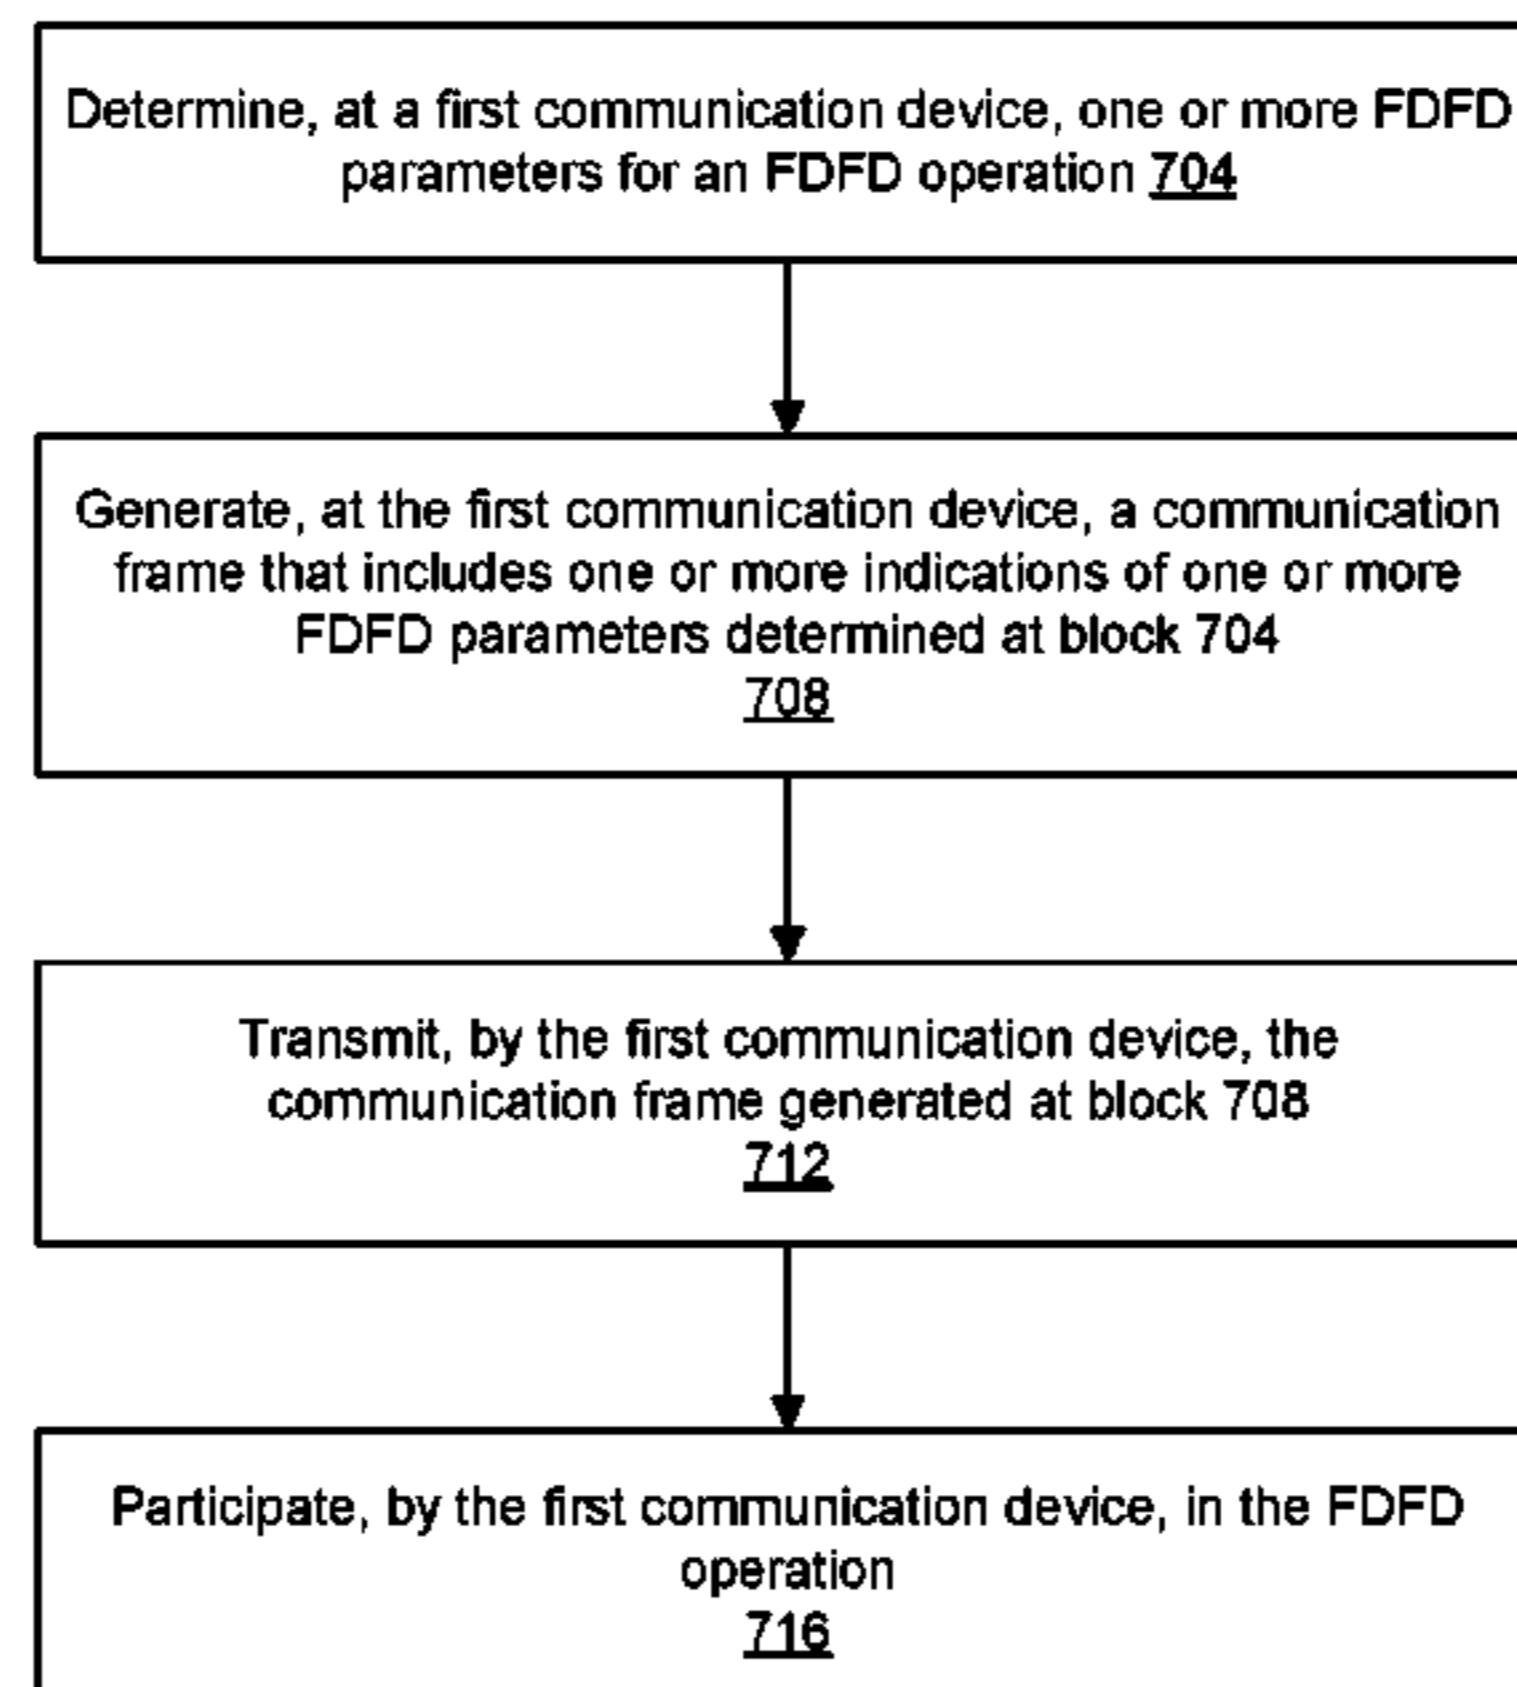 Determine, at a first communication device, one or more FDFD
parameters for an FDFD operation 704
Generate, at the first communication device, a communication
frame that includes one or more indications of one or more
FDFD parameters determined at block 704
708
Transmit, by the first communication device, the
communication frame generated at block 708
712
Participate, by the first communication device, in the FDFD
operation
716